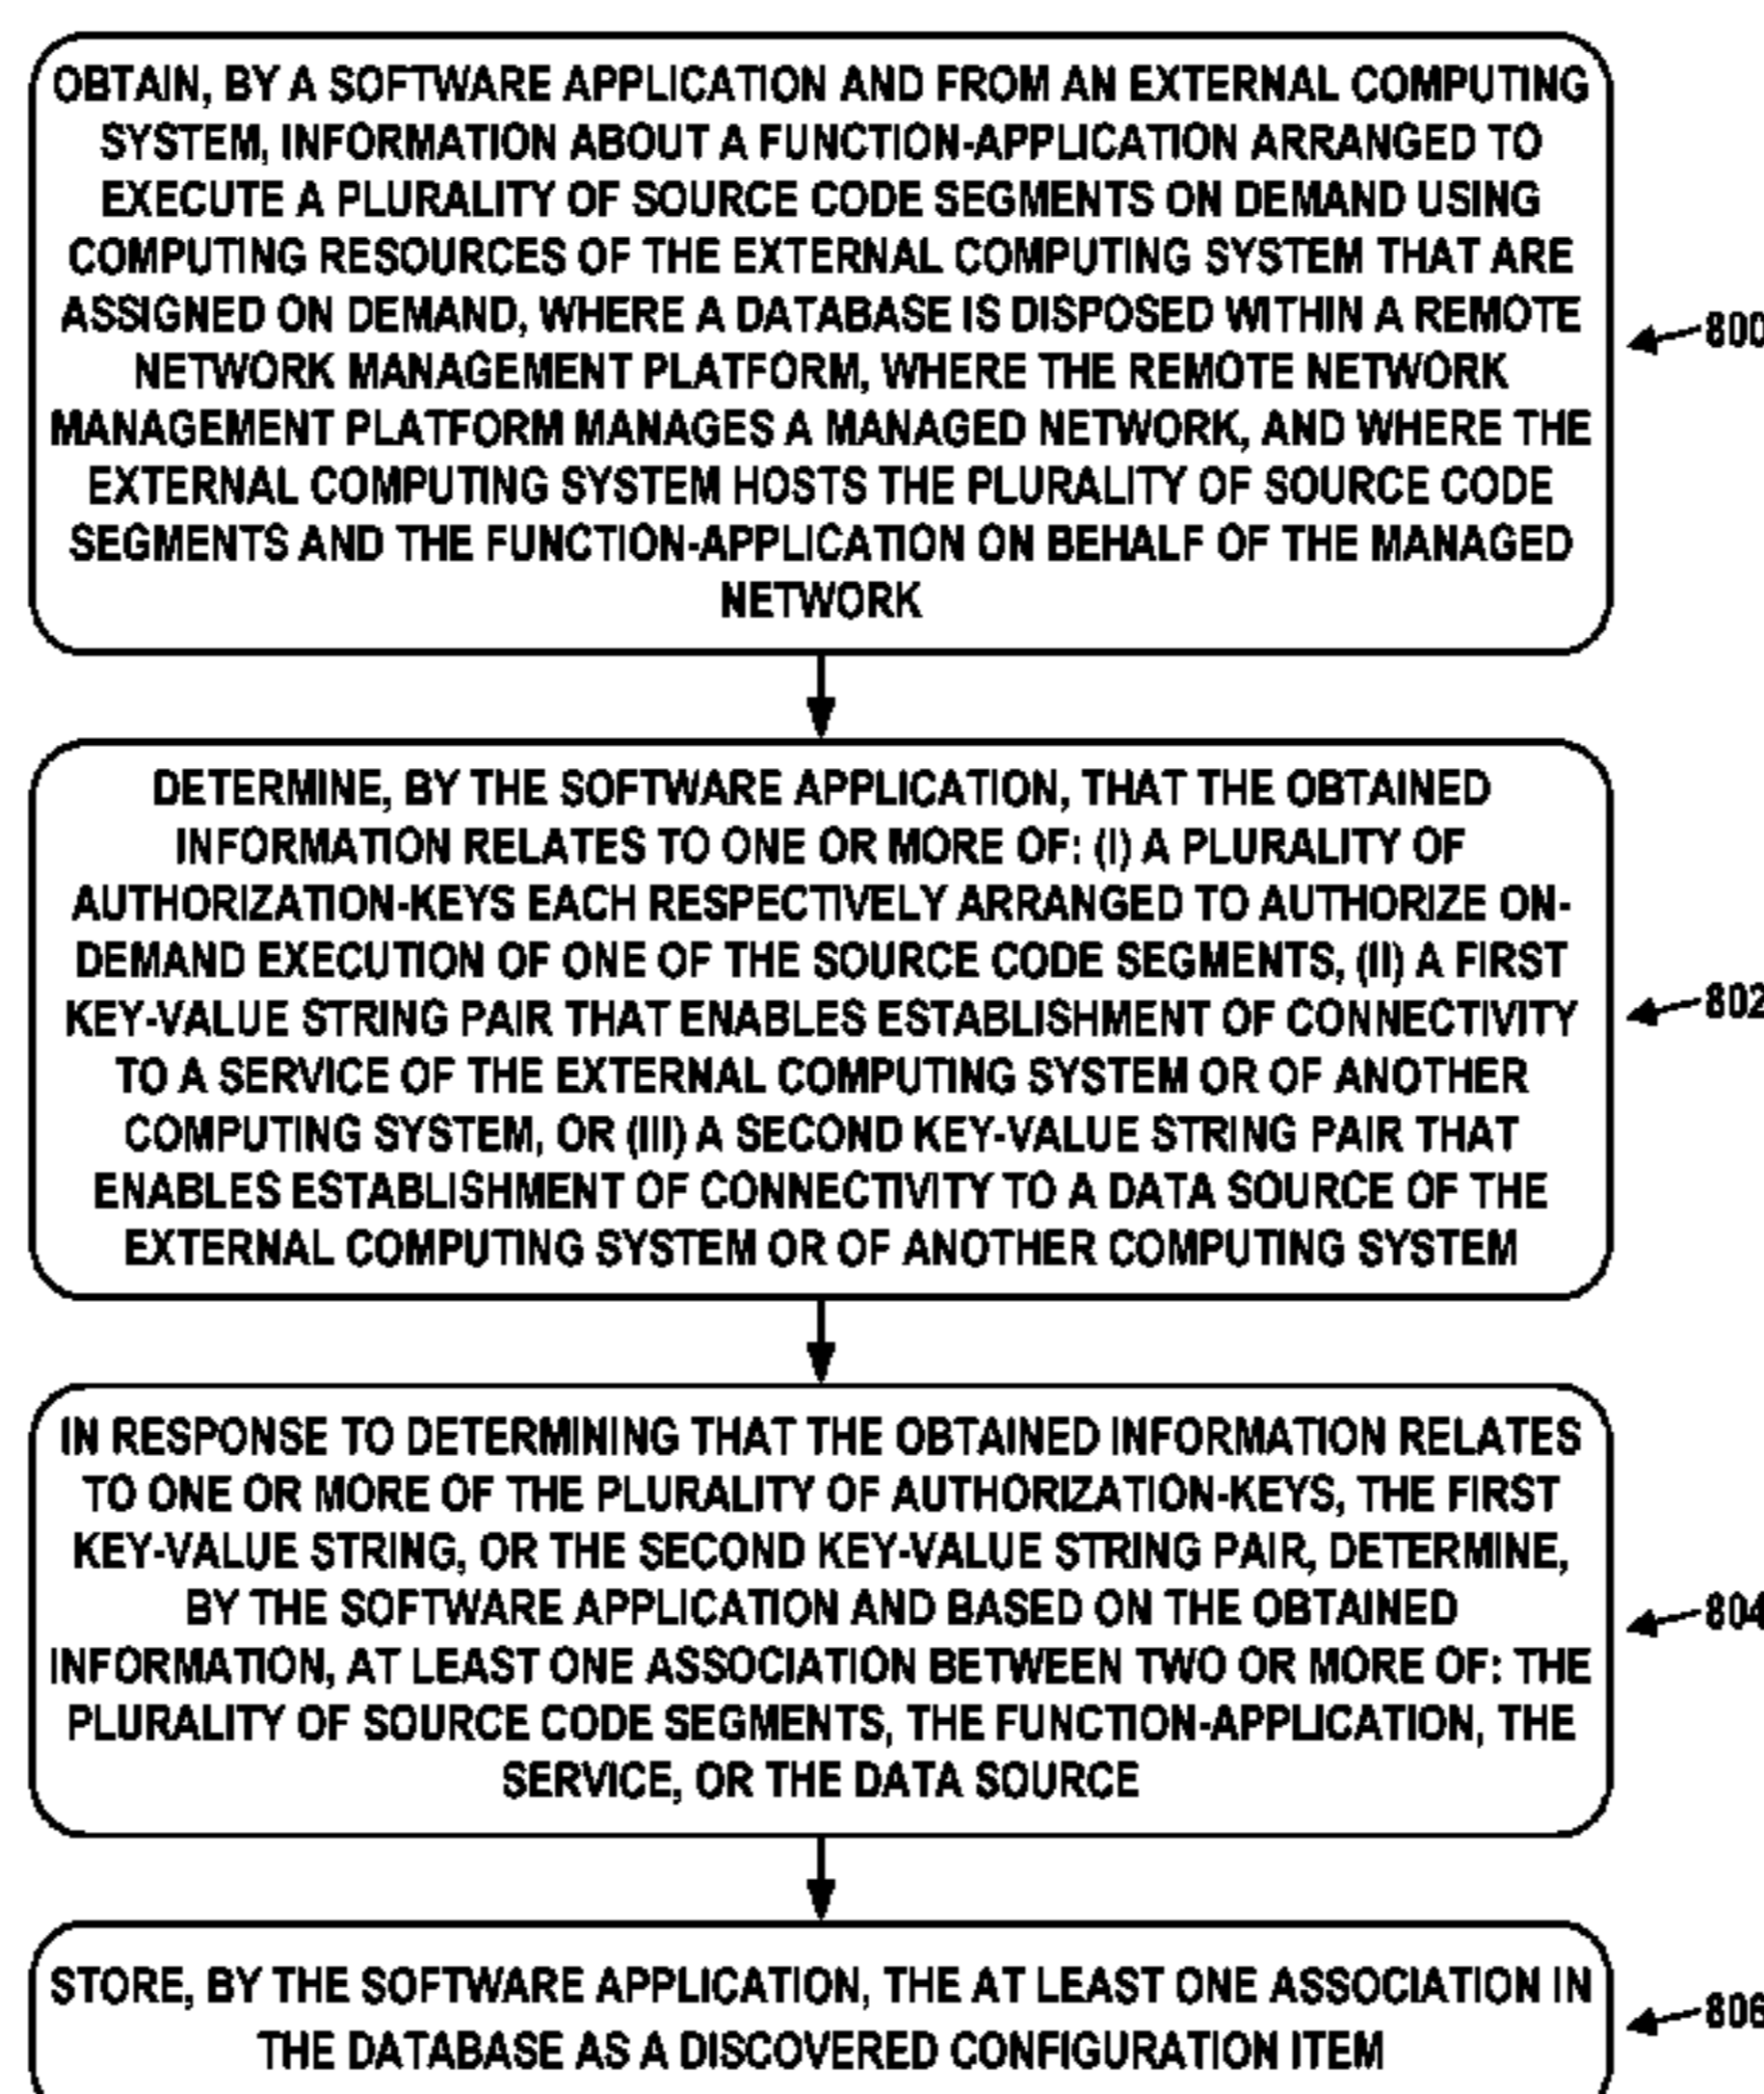 OBTAIN, BY A SOFTWARE APPLICATION AND FROM AN EXTERNAL COMPUTING
SYSTEM, INFORMATION ABOUT A FUNCTION-APPLICATION ARRANGED TO
EXECUTE A PLURALITY OF SOURCE CODE SEGMENTS ON DEMAND USING
COMPUTING RESOURCES OF THE EXTERNAL COMPUTING SYSTEM THAT ARE
ASSIGNED ON DEMAND, WHERE A DATABASE IS DISPOSED WITHIN A REMOTE
NETWORK MANAGEMENT PLATFORM, WHERE THE REMOTE NETWORK
MANAGEMENT PLATFORM MANAGES A MANAGED NETWORK, AND WHERE THE
EXTERNAL COMPUTING SYSTEM HOSTS THE PLURALITY OF SOURCE CODE
SEGMENTS AND THE FUNCTION-APPLICATION ON BEHALF OF THE MANAGED
NETWORK
800
DETERMINE, BY THE SOFTWARE APPLICATION, THAT THE OBTAINED
INFORMATION RELATES TO ONE OR MORE OF: (I) A PLURALITY OF
AUTHORIZATION-KEYS EACH RESPECTIVELY ARRANGED TO AUTHORIZE ON-
DEMAND EXECUTION OF ONE OF THE SOURCE CODE SEGMENTS, (II) A FIRST
KEY-VALUE STRING PAIR THAT ENABLES ESTABLISHMENT OF CONNECTIVITY
TO A SERVICE OF THE EXTERNAL COMPUTING SYSTEM OR OF ANOTHER
COMPUTING SYSTEM, OR (III) A SECOND KEY-VALUE STRING PAIR THAT
ENABLES ESTABLISHMENT OF CONNECTIVITY TO A DATA SOURCE OF THE
EXTERNAL COMPUTING SYSTEM OR OF ANOTHER COMPUTING SYSTEM
802
IN RESPONSE TO DETERMINING THAT THE OBTAINED INFORMATION RELATES
TO ONE OR MORE OF THE PLURALITY OF AUTHORIZATION-KEYS, THE FIRST
KEY-VALUE STRING, OR THE SECOND KEY-VALUE STRING PAIR, DETERMINE,
BY THE SOFTWARE APPLICATION AND BASED ON THE OBTAINED
INFORMATION, AT LEAST ONE ASSOCIATION BETWEEN TWO OR MORE OF: THE
PLURALITY OF SOURCE CODE SEGMENTS, THE FUNCTION-APPLICATION, THE
SERVICE, OR THE DATA SOURCE
804
STORE, BY THE SOFTWARE APPLICATION, THE AT LEAST ONE ASSOCIATION IN
THE DATABASE AS A DISCOVERED CONFIGURATION ITEM
806